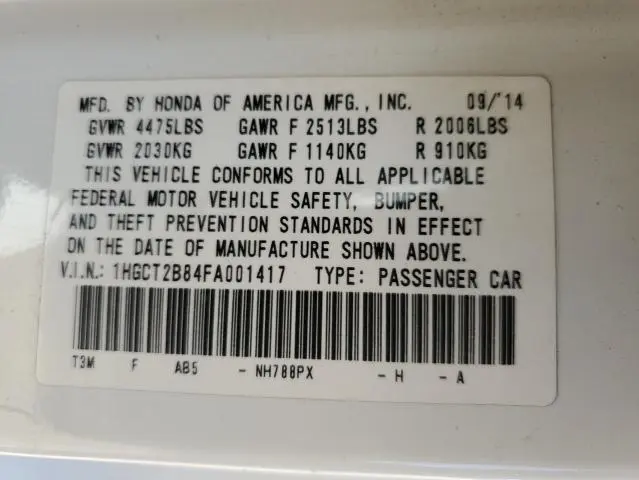 MFD. BY HONDA OF AMERICA MFG., INC. 09/'14
GVWR 4475LBS GAWR F 2513LBS R 2006LBS
GVWR 2030KG GAWR F 1140KG R 910KG
THIS VEHICLE CONFORMS TO ALL APPLICABLE
FEDERAL MOTOR VEHICLE SAFETY, BUMPER,
AND THEFT PREVENTION STANDARDS IN EFFECT
ON THE DATE OF MANUFACTURE SHOWN ABOVE.
V.I.N.: 1HGCT2B84FA001417 TYPE: PASSENGER CAR
T3M F AB5 - NH788PX - H - A